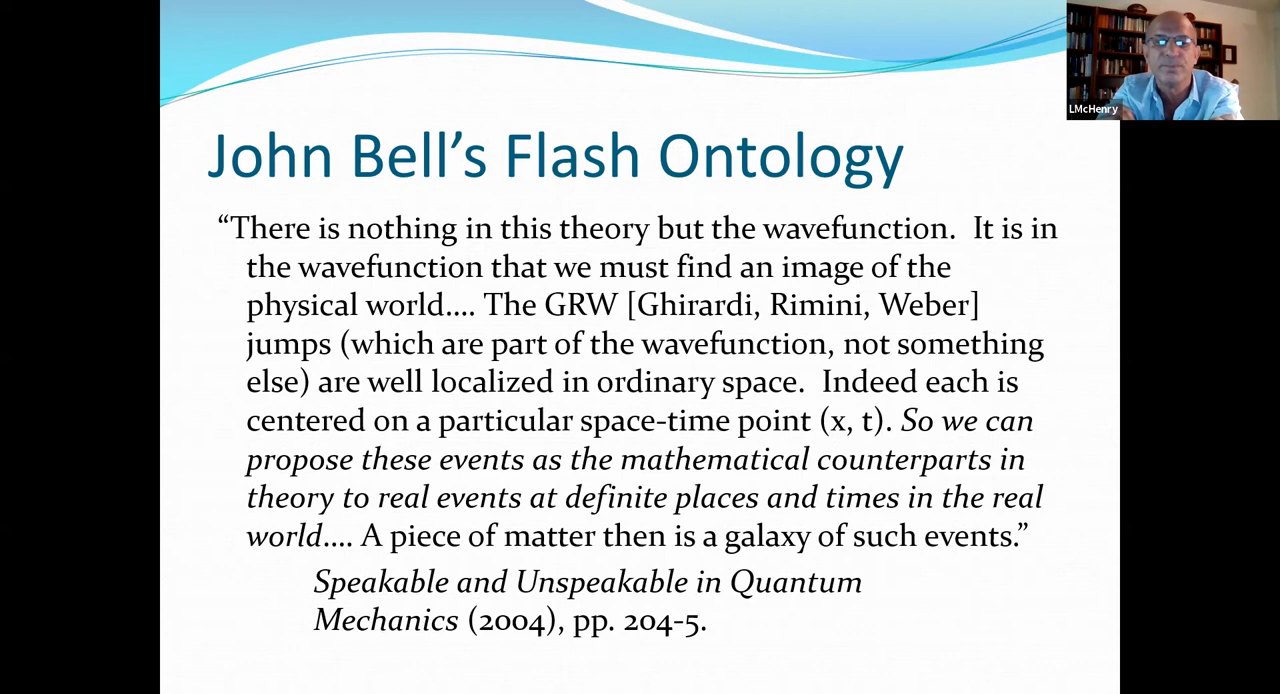 LMcHenry
John Bell’s Flash Ontology
“There is nothing in this theory but the wavefunction.  It is in
the wavefunction that we must find an image of the
physical world…. The GRW [Ghirardi, Rimini, Weber]
jumps (which are part of the wavefunction, not something
else) are well localized in ordinary space.  Indeed each is
centered on a particular space-time point (x, t). So we can
propose these events as the mathematical counterparts in
theory to real events at definite places and times in the real
world…. A piece of matter then is a galaxy of such events.”
Speakable and Unspeakable in Quantum
Mechanics (2004), pp. 204-5.